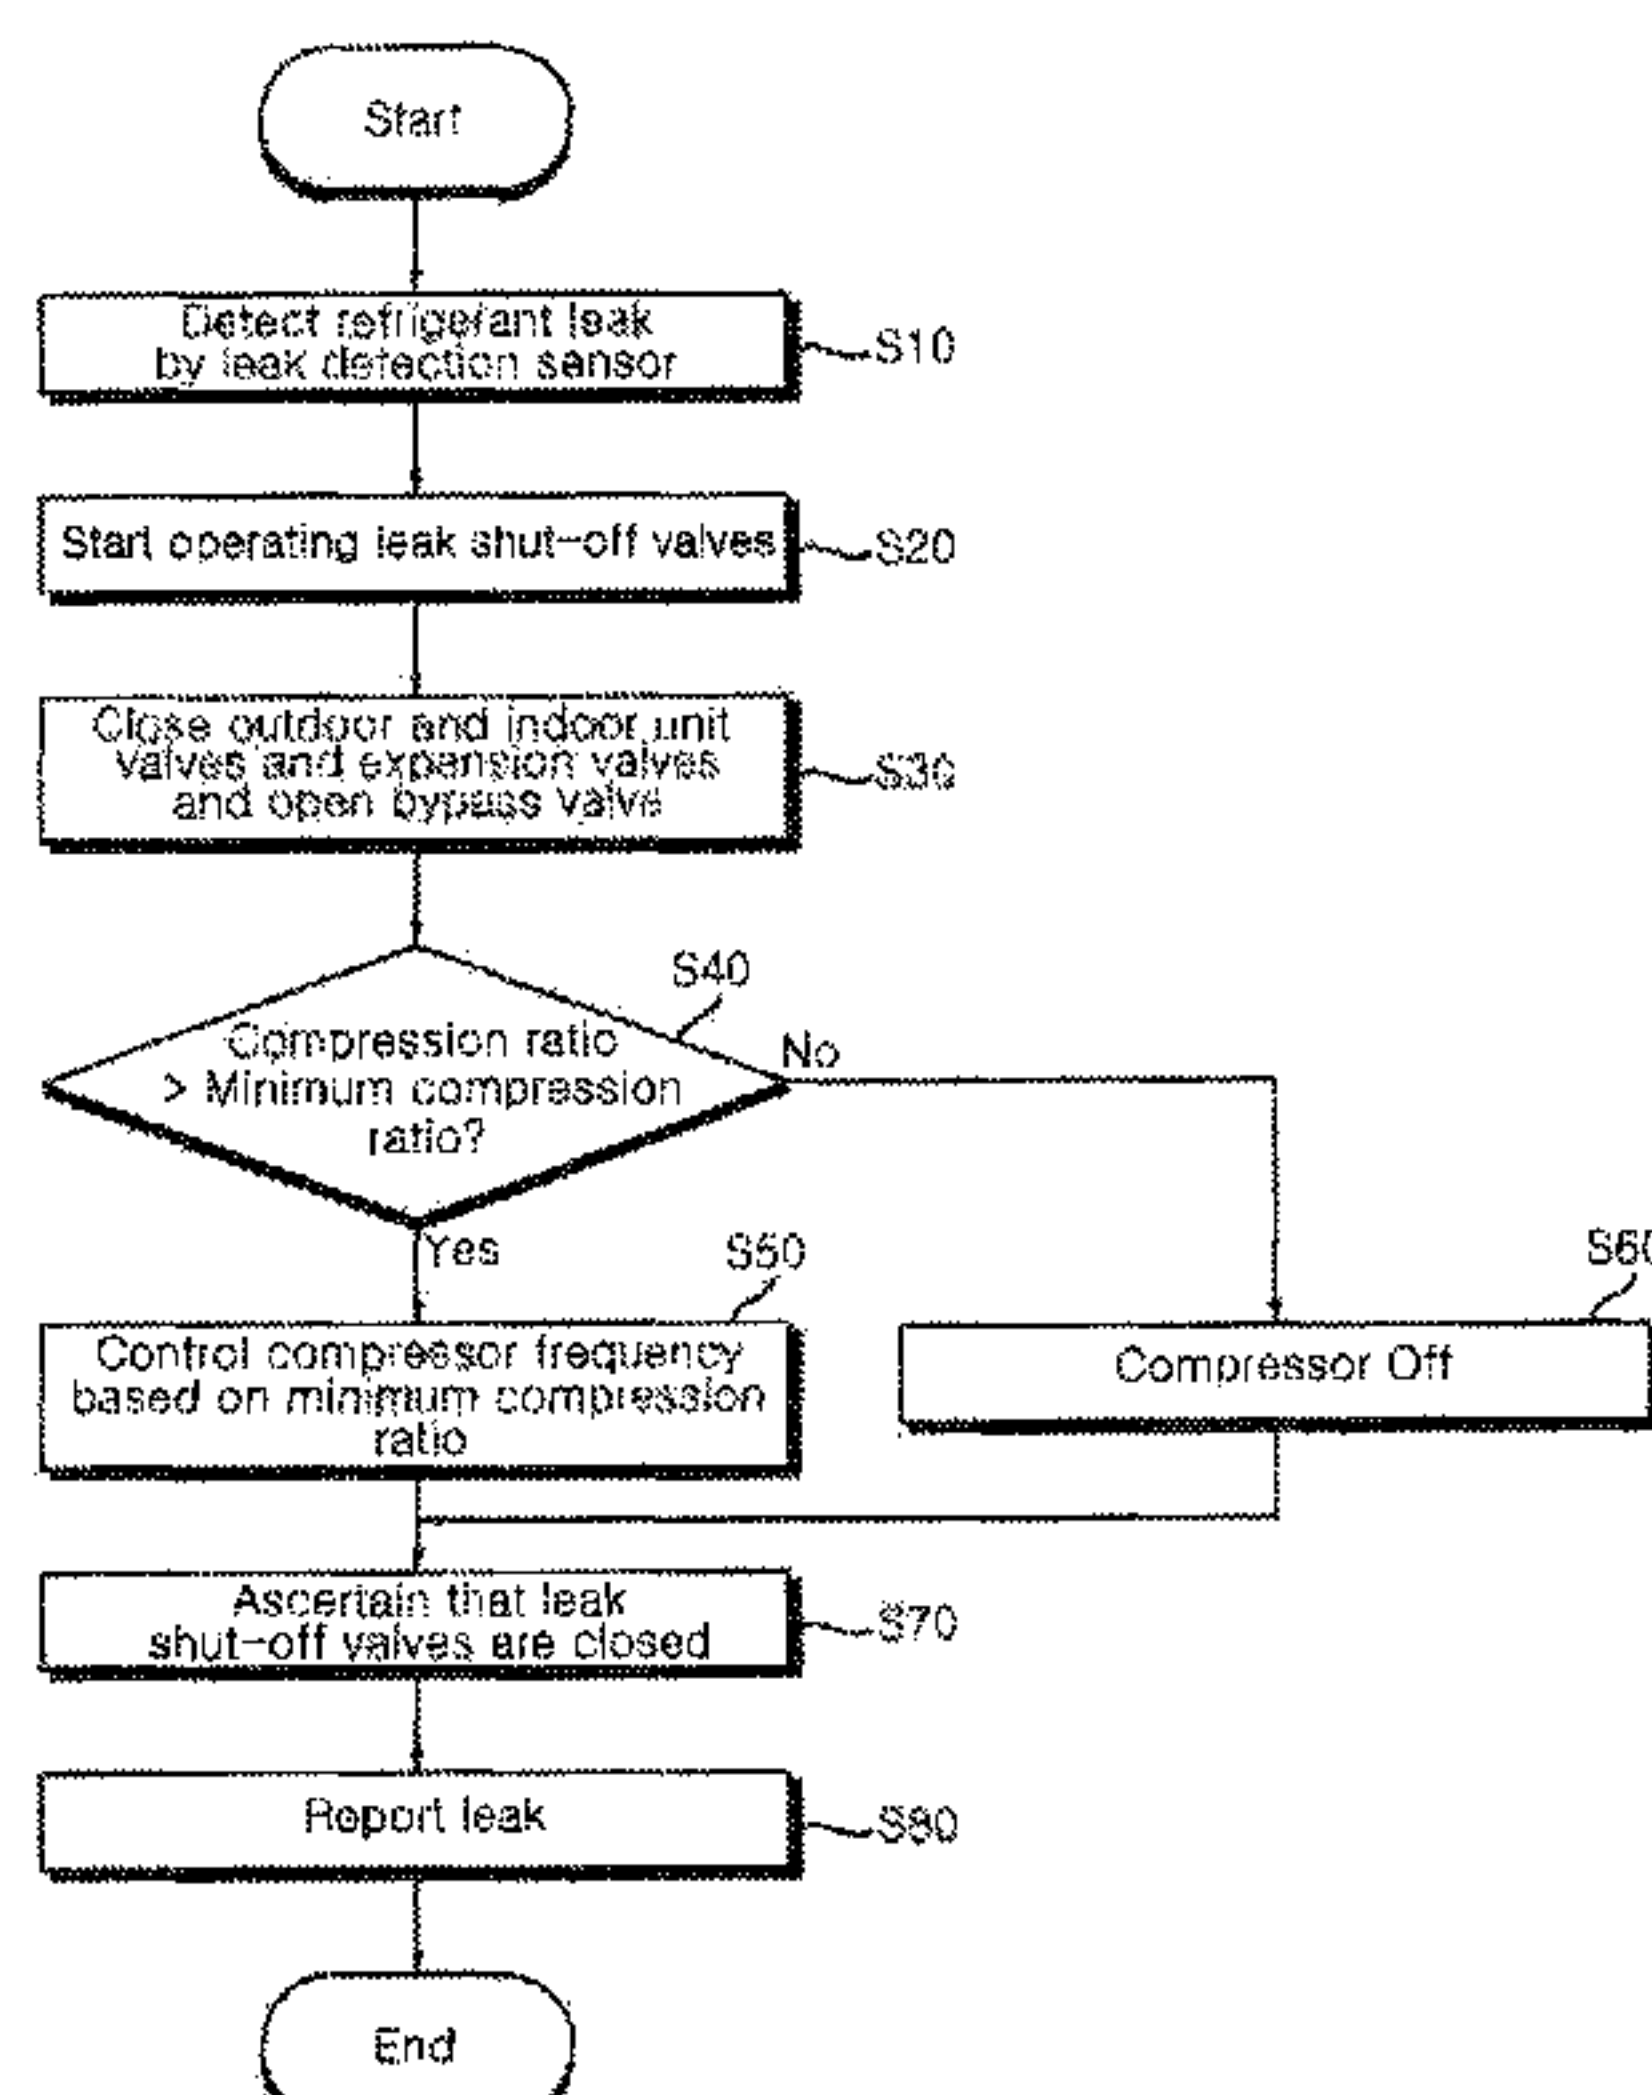 Start
Detect refrigerant leak
by leak detection sensor
S10
Start operating leak shut-off valves
S20
Close outdoor and indoor unit
valves and expansion valves
and open bypass valve
S30
S40
Compression ratio
> Minimum compression
ratio?
No
Yes
S50
Control compressor frequency
based on minimum compression
ratio
S60
Compressor Off
Ascertain that leak
shut-off valves are closed
S70
Report leak
S80
End